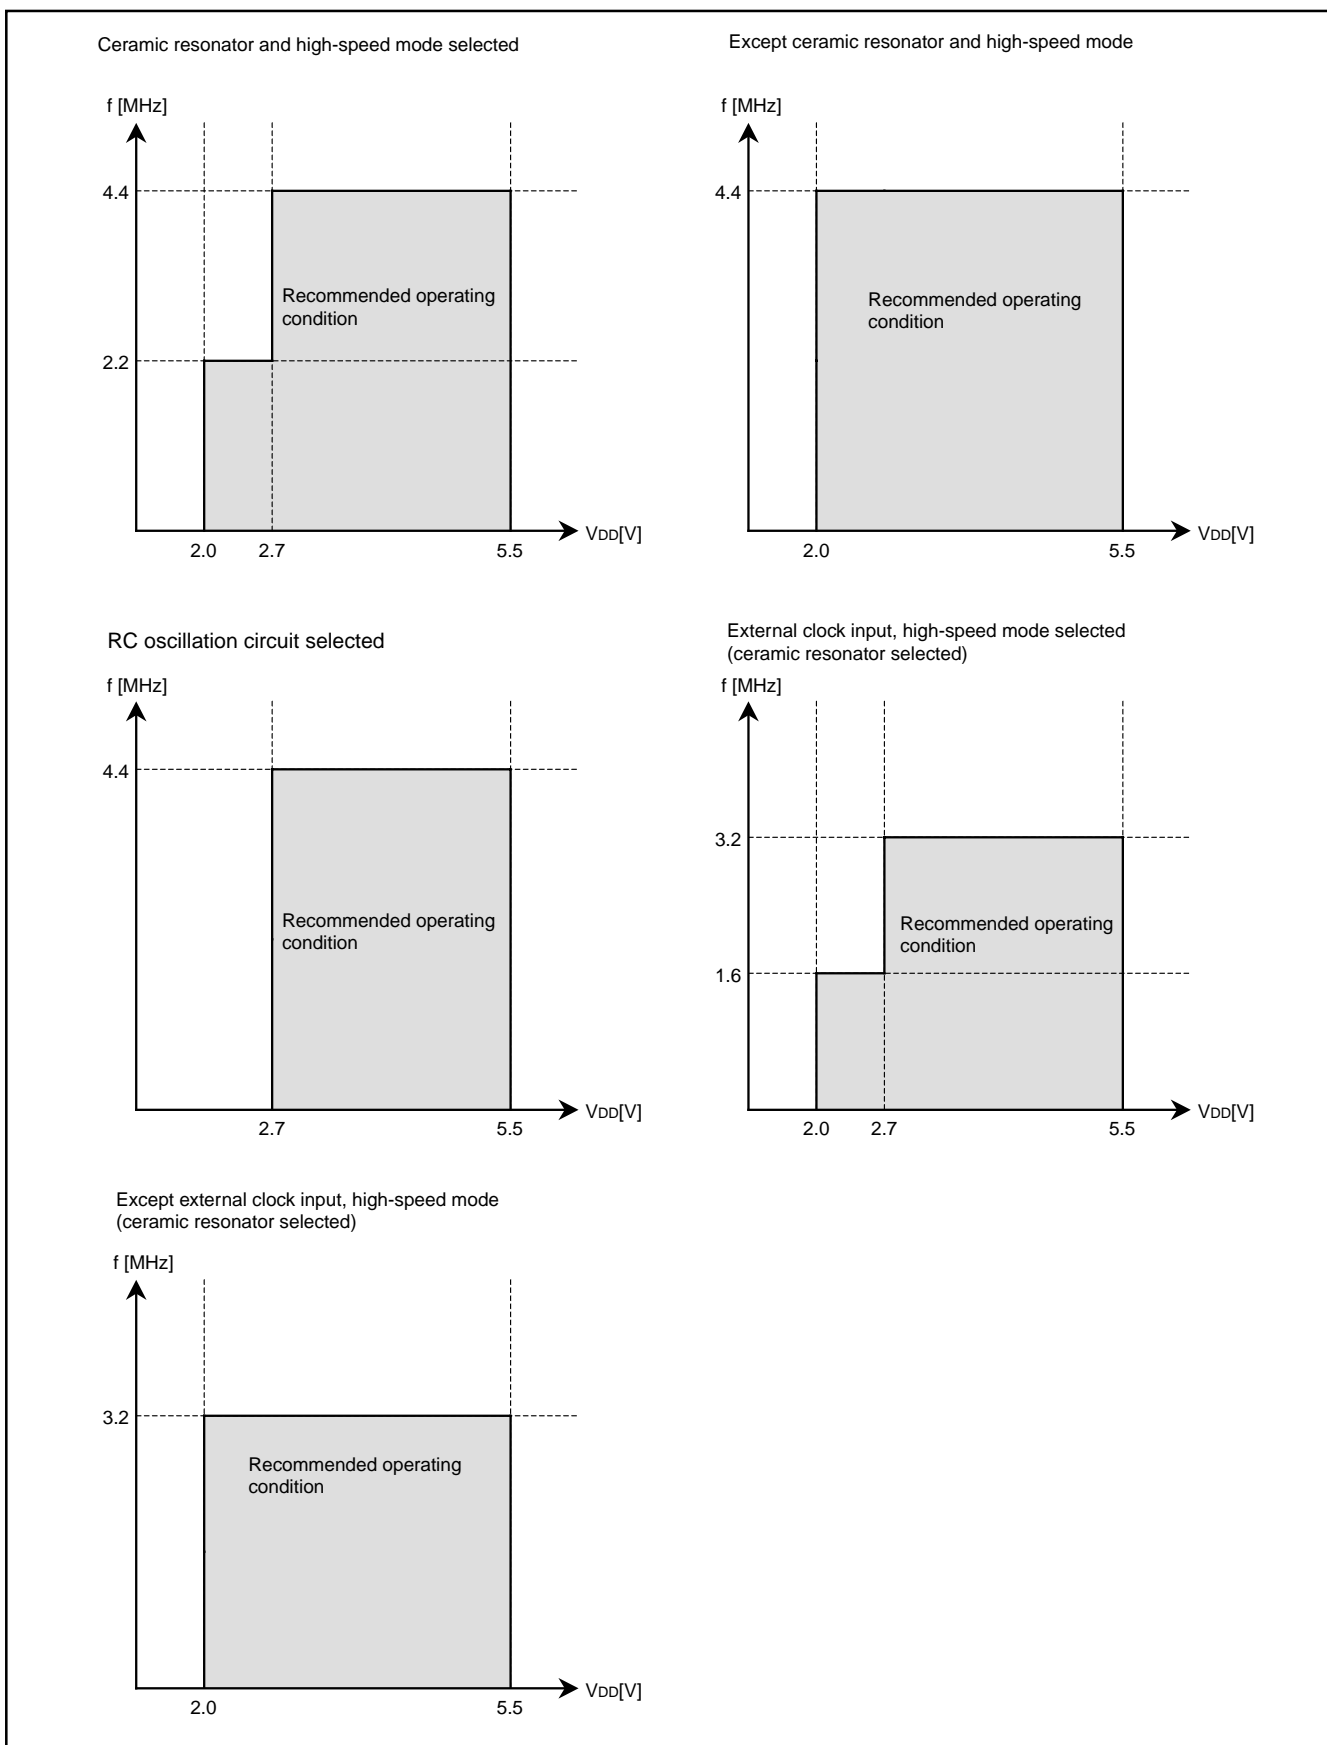 Ceramic resonator and high-speed mode selected
f [MHz]
4.4
Recommended operating
condition
2.2
VDD[V]
2.0 2.7 5.5
Except ceramic resonator and high-speed mode
f [MHz]
4.4
Recommended operating
condition
VDD[V]
2.0 5.5
RC oscillation circuit selected
f [MHz]
4.4
Recommended operating
condition
VDD[V]
2.7 5.5
External clock input, high-speed mode selected
(ceramic resonator selected)
f [MHz]
3.2
Recommended operating
condition
1.6
VDD[V]
2.0 2.7 5.5
Except external clock input, high-speed mode
(ceramic resonator selected)
f [MHz]
3.2
Recommended operating
condition
VDD[V]
2.0 5.5